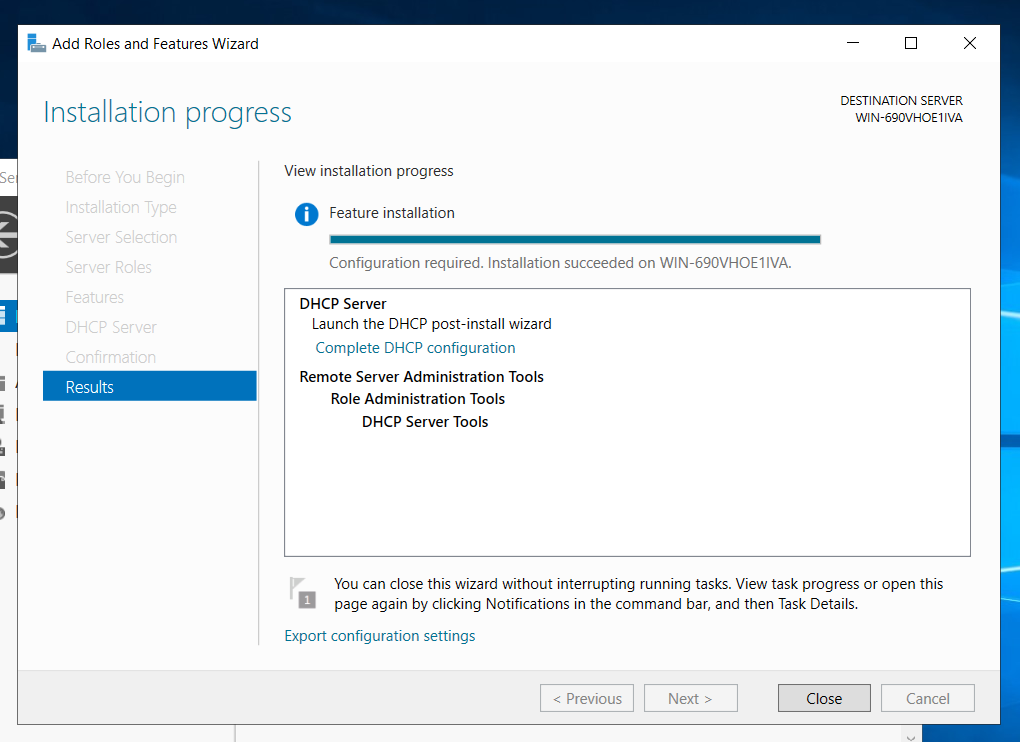 Add Roles and Features Wizard
Installation progress
DESTINATION SERVER
WIN-690VHOE1IVA
Before You Begin
Installation Type
Server Selection
Server Roles
Features
DHCP Server
Confirmation
Results
View installation progress
Feature installation
Configuration required. Installation succeeded on WIN-690VHOE1IVA.
DHCP Server
Launch the DHCP post-install wizard
Complete DHCP configuration
Remote Server Administration Tools
Role Administration Tools
DHCP Server Tools
1
You can close this wizard without interrupting running tasks. View task progress or open this
page again by clicking Notifications in the command bar, and then Task Details.
Export configuration settings
< Previous
Next >
Close
Cancel